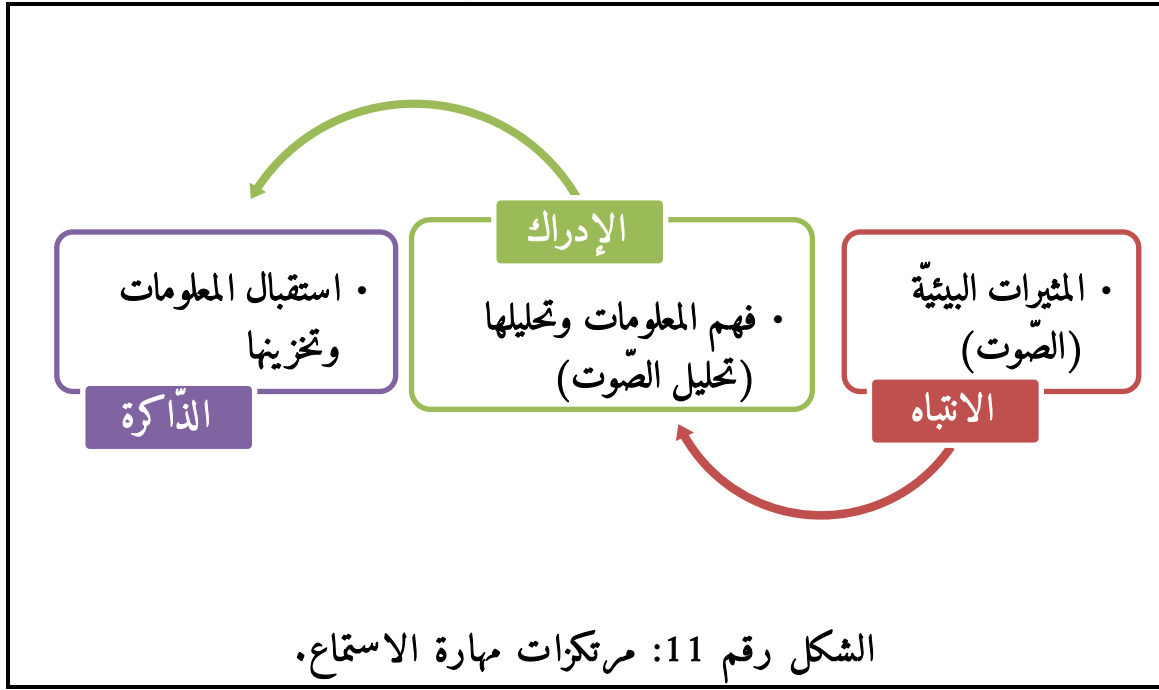 • المثيرات البيئيّة
(الصّوت)
الانتباه
الإدراك
• فهم المعلومات وتحليلها
(تحليل الصّوت)
• استقبال المعلومات
وتخزينها
الذّاكرة
الشكل رقم 11: مرتكزات مهارة الاستماع.